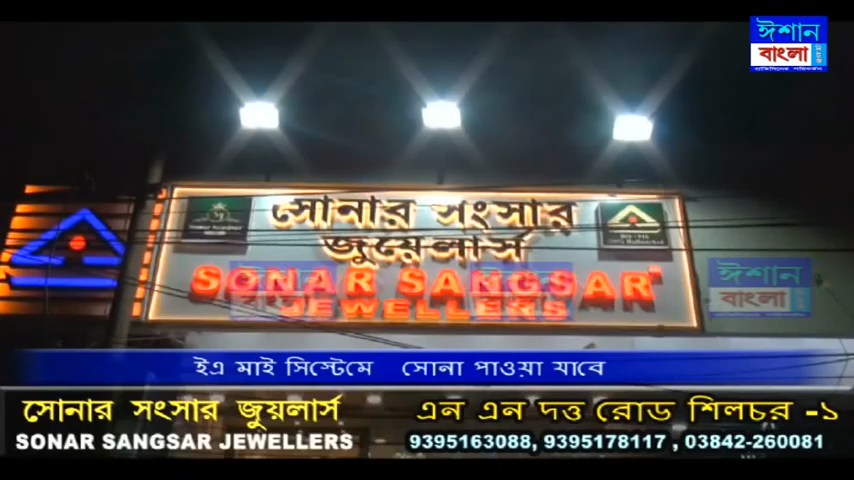 ঈশান
বাংলা
সোনার সংসার
জুয়েলার্স
SONAR SANGSAR
JEWELLERS
ঈশান
বাংলা
ইএ মাই সিস্টেমে সোনা পাওয়া যাবে
সোনার সংসার জুয়লার্স
এন এন দত্ত রোড শিলচর -১
SONAR SANGSAR JEWELLERS
9395163088, 9395178117 , 03842-260081